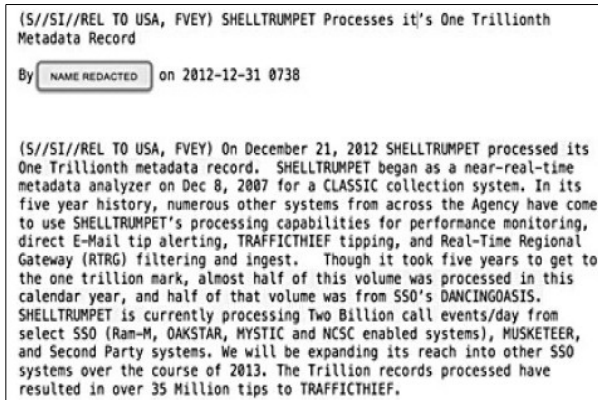 (S//SI//REL TO USA, FVEY) SHELLTRUMPET Processes it's One Trillionth
Metadata Record
By NAME REDACTED on 2012-12-31 0738
(S//SI//REL TO USA, FVEY) On December 21, 2012 SHELLTRUMPET processed its
One Trillionth metadata record.  SHELLTRUMPET began as a near-real-time
metadata analyzer on Dec 8, 2007 for a CLASSIC collection system. In its
five year history, numerous other systems from across the Agency have come
to use SHELLTRUMPET's processing capabilities for performance monitoring,
direct E-Mail tip alerting, TRAFFICTHIEF tipping, and Real-Time Regional
Gateway (RTRG) filtering and ingest.   Though it took five years to get to
the one trillion mark, almost half of this volume was processed in this
calendar year, and half of that volume was from SSO's DANCINGOASIS.
SHELLTRUMPET is currently processing Two Billion call events/day from
select SSO (Ram-M, OAKSTAR, MYSTIC and NCSC enabled systems), MUSKETEER,
and Second Party systems. We will be expanding its reach into other SSO
systems over the course of 2013. The Trillion records processed have
resulted in over 35 Million tips to TRAFFICTHIEF.